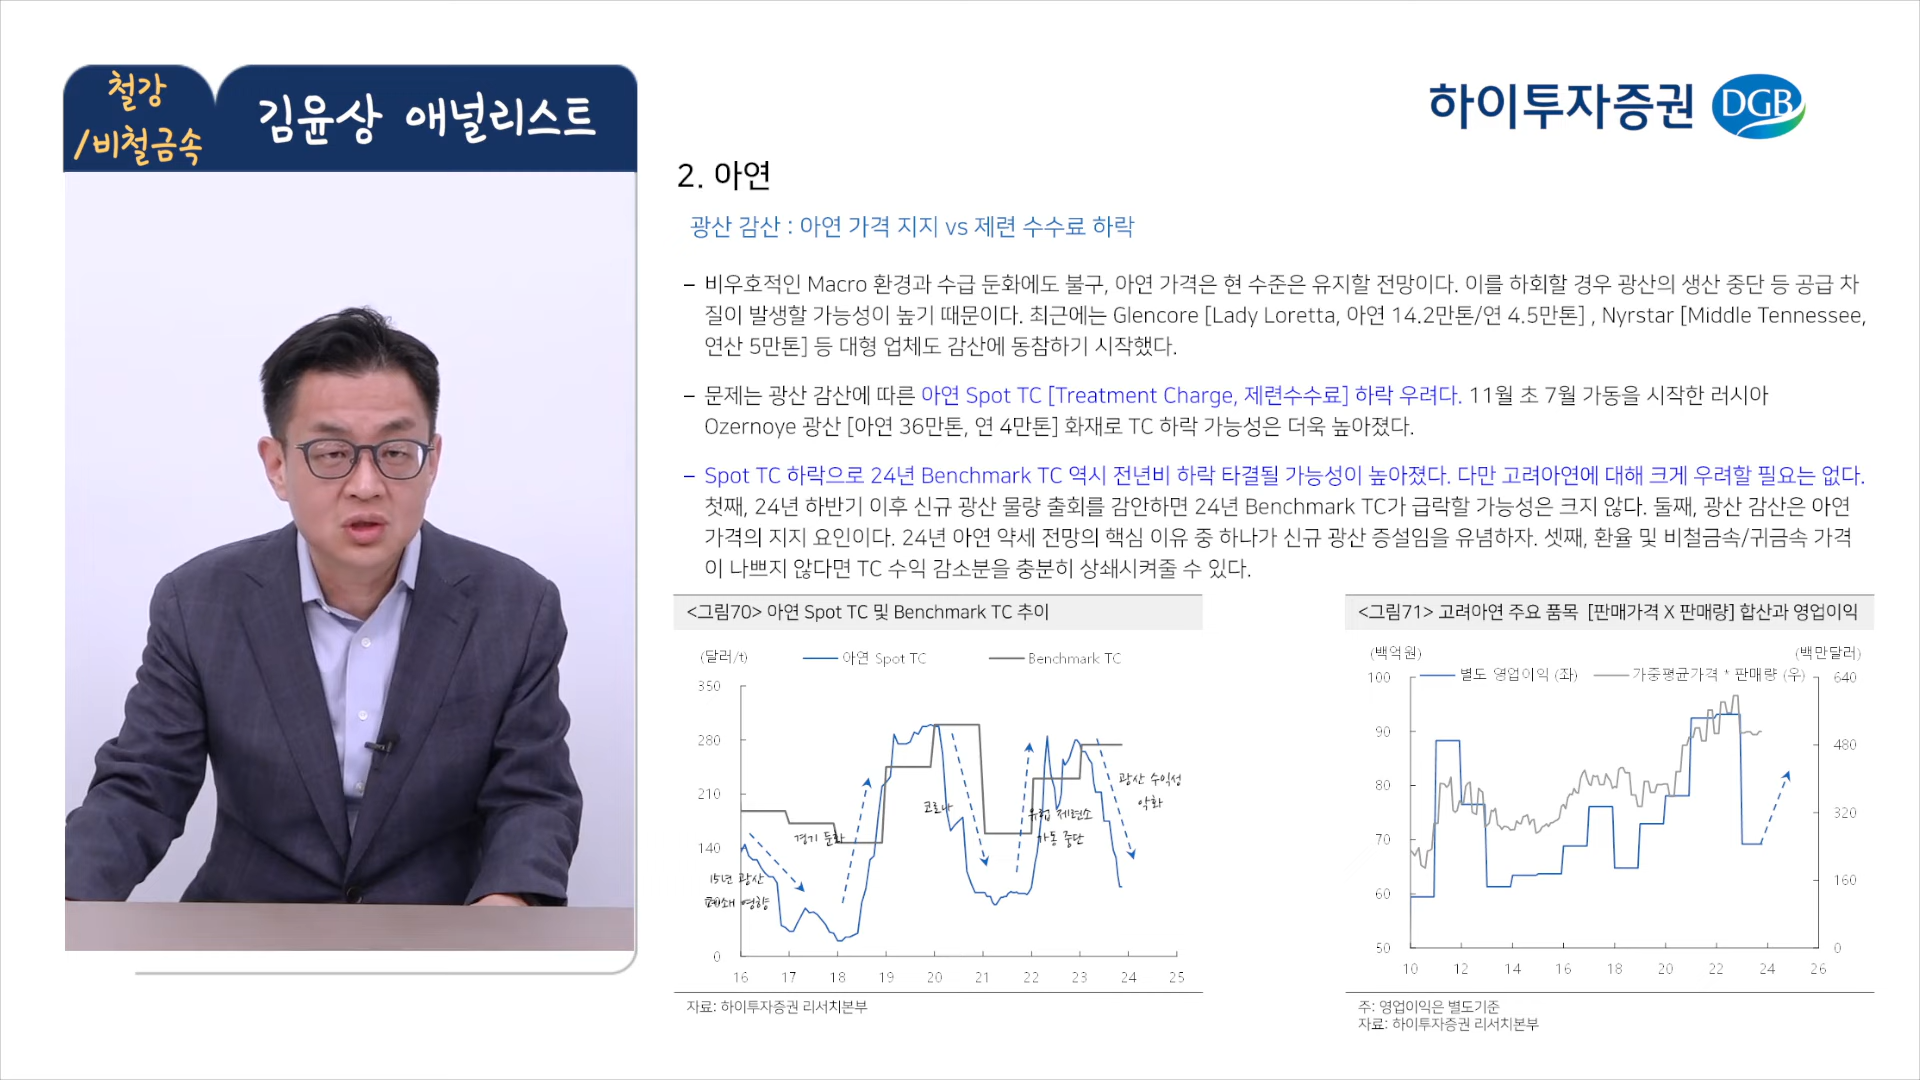 철강
/비철금속
김윤상 애널리스트
하이투자증권 DGB
2. 아연
광산 감산 : 아연 가격 지지 vs 제련 수수료 하락
– 비우호적인 Macro 환경과 수급 둔화에도 불구, 아연 가격은 현 수준은 유지할 전망이다. 이를 하회할 경우 광산의 생산 중단 등 공급 차
질이 발생할 가능성이 높기 때문이다. 최근에는 Glencore [Lady Loretta, 아연 14.2만톤/연 4.5만톤] , Nyrstar [Middle Tennessee,
연산 5만톤] 등 대형 업체도 감산에 동참하기 시작했다.
– 문제는 광산 감산에 따른 아연 Spot TC [Treatment Charge, 제련수수료] 하락 우려다. 11월 초 7월 가동을 시작한 러시아
Ozernoye 광산 [아연 36만톤, 연 4만톤] 화재로 TC 하락 가능성은 더욱 높아졌다.
– Spot TC 하락으로 24년 Benchmark TC 역시 전년비 하락 타결될 가능성이 높아졌다. 다만 고려아연에 대해 크게 우려할 필요는 없다.
첫째, 24년 하반기 이후 신규 광산 물량 출회를 감안하면 24년 Benchmark TC가 급락할 가능성은 크지 않다. 둘째, 광산 감산은 아연
가격의 지지 요인이다. 24년 아연 약세 전망의 핵심 이유 중 하나가 신규 광산 증설임을 유념하자. 셋째, 환율 및 비철금속/귀금속 가격
이 나쁘지 않다면 TC 수익 감소분을 충분히 상쇄시켜줄 수 있다.
<그림70> 아연 Spot TC 및 Benchmark TC 추이
(달러/t)
아연 Spot TC
Benchmark TC
350
280
210
140
0
15년 광산
폐쇄 영향
경기 둔화
코로나
유럽 제련소
가동 중단
광산 수익성
악화
16 17 18 19 20 21 22 23 24 25
자료: 하이투자증권 리서치본부
<그림71> 고려아연 주요 품목 [판매가격 X 판매량] 합산과 영업이익
(백억원)
(백만달러)
별도 영업이익 (좌)
가중평균가격 * 판매량 (우)
100
90
80
70
60
50
640
480
320
160
0
10 12 14 16 18 20 22 24 26
주: 영업이익은 별도기준
자료: 하이투자증권 리서치본부